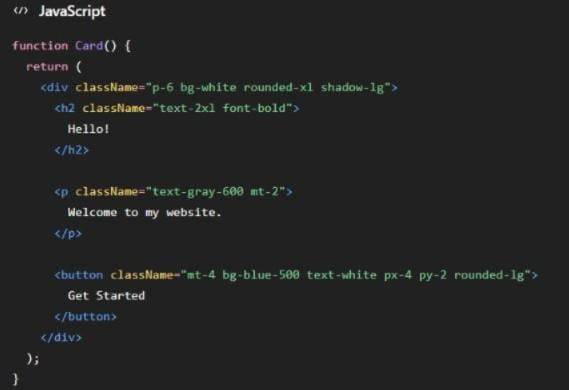 </> JavaScript
function Card() {
  return (
    <div className="p-6 bg-white rounded-xl shadow-lg">
      <h2 className="text-2xl font-bold">
        Hello!
      </h2>
      <p className="text-gray-600 mt-2">
        Welcome to my website.
      </p>
      <button className="mt-4 bg-blue-500 text-white px-4 py-2 rounded-lg">
        Get Started
      </button>
    </div>
  );
}